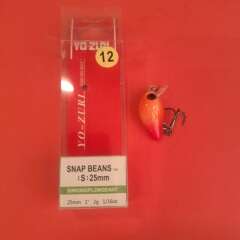 YO-ZURI
12
YO-ZURI
SNAP BEANS
(S) 25mm
25mm 1" 2g 1/16oz